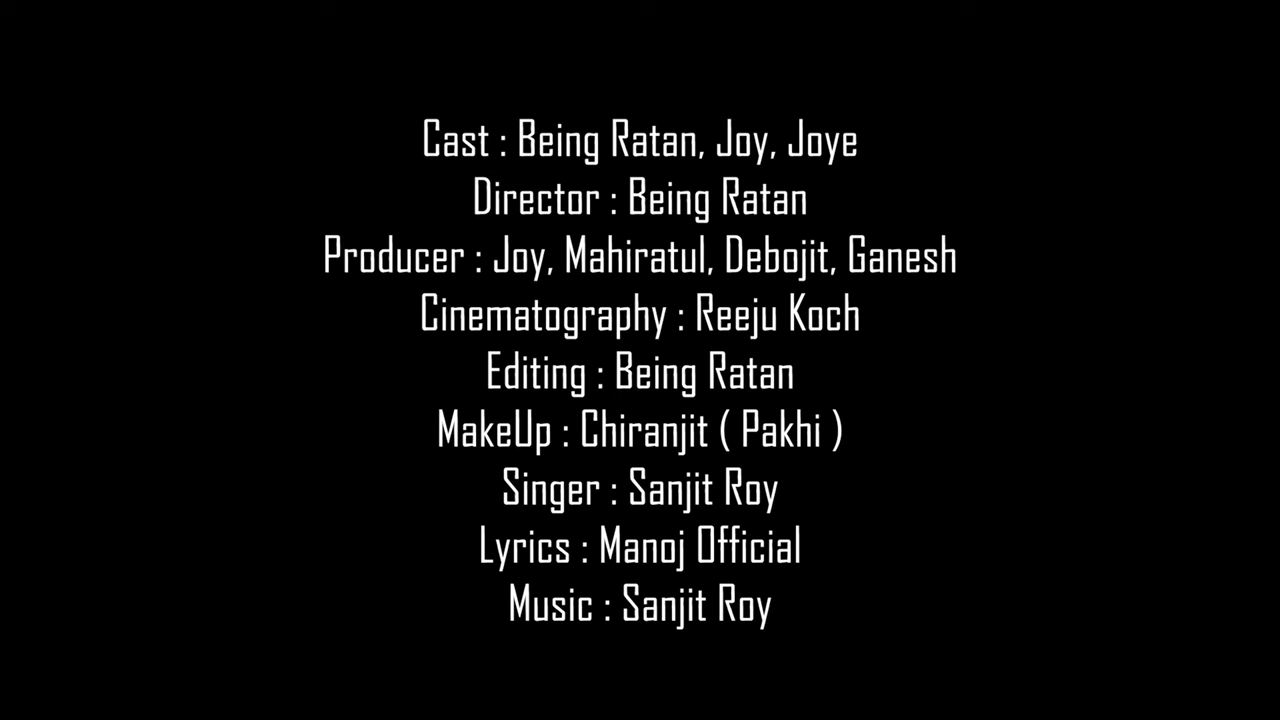 Cast : Being Ratan, Joy, Joye
Director : Being Ratan
Producer : Joy, Mahiratul, Debojit, Ganesh
Cinematography : Reeju Koch
Editing : Being Ratan
MakeUp : Chiranjit ( Pakhi )
Singer : Sanjit Roy
Lyrics : Manoj Official
Music : Sanjit Roy